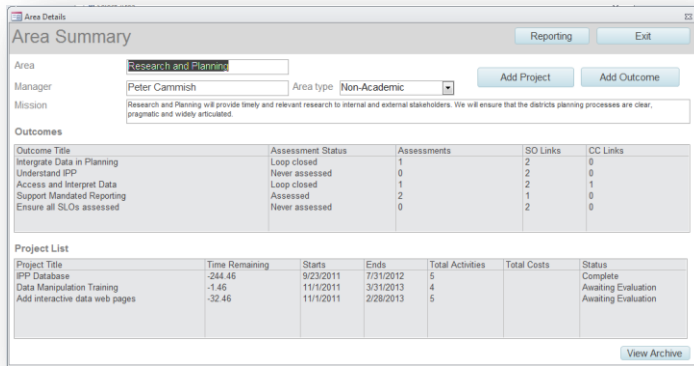 Area Details
Area Summary
Reporting
Exit
Area
Research and Planning
Add Project
Add Outcome
Manager
Peter Cammish
Area type
Non-Academic
Mission
Research and Planning will provide timely and relevant research to internal and external stakeholders. We will ensure that the districts planning processes are clear,
pragmatic and widely articulated.
Outcomes
Outcome Title Assessment Status Assessments SO Links CC Links
Intergrate Data in Planning Loop closed 1 2 0
Understand IPP Never assessed 0 2 0
Access and Interpret Data Loop closed 1 2 1
Support Mandated Reporting Assessed 2 1 0
Ensure all SLOs assessed Never assessed 0 2 0
Project List
Project Title Time Remaining Starts Ends Total Activities Total Costs Status
IPP Database -244.46 9/23/2011 7/31/2012 5 Complete
Data Manipulation Training -1.46 11/1/2011 3/31/2013 4 Awaiting Evaluation
Add interactive data web pages -32.46 11/1/2011 2/28/2013 5 Awaiting Evaluation
View Archive